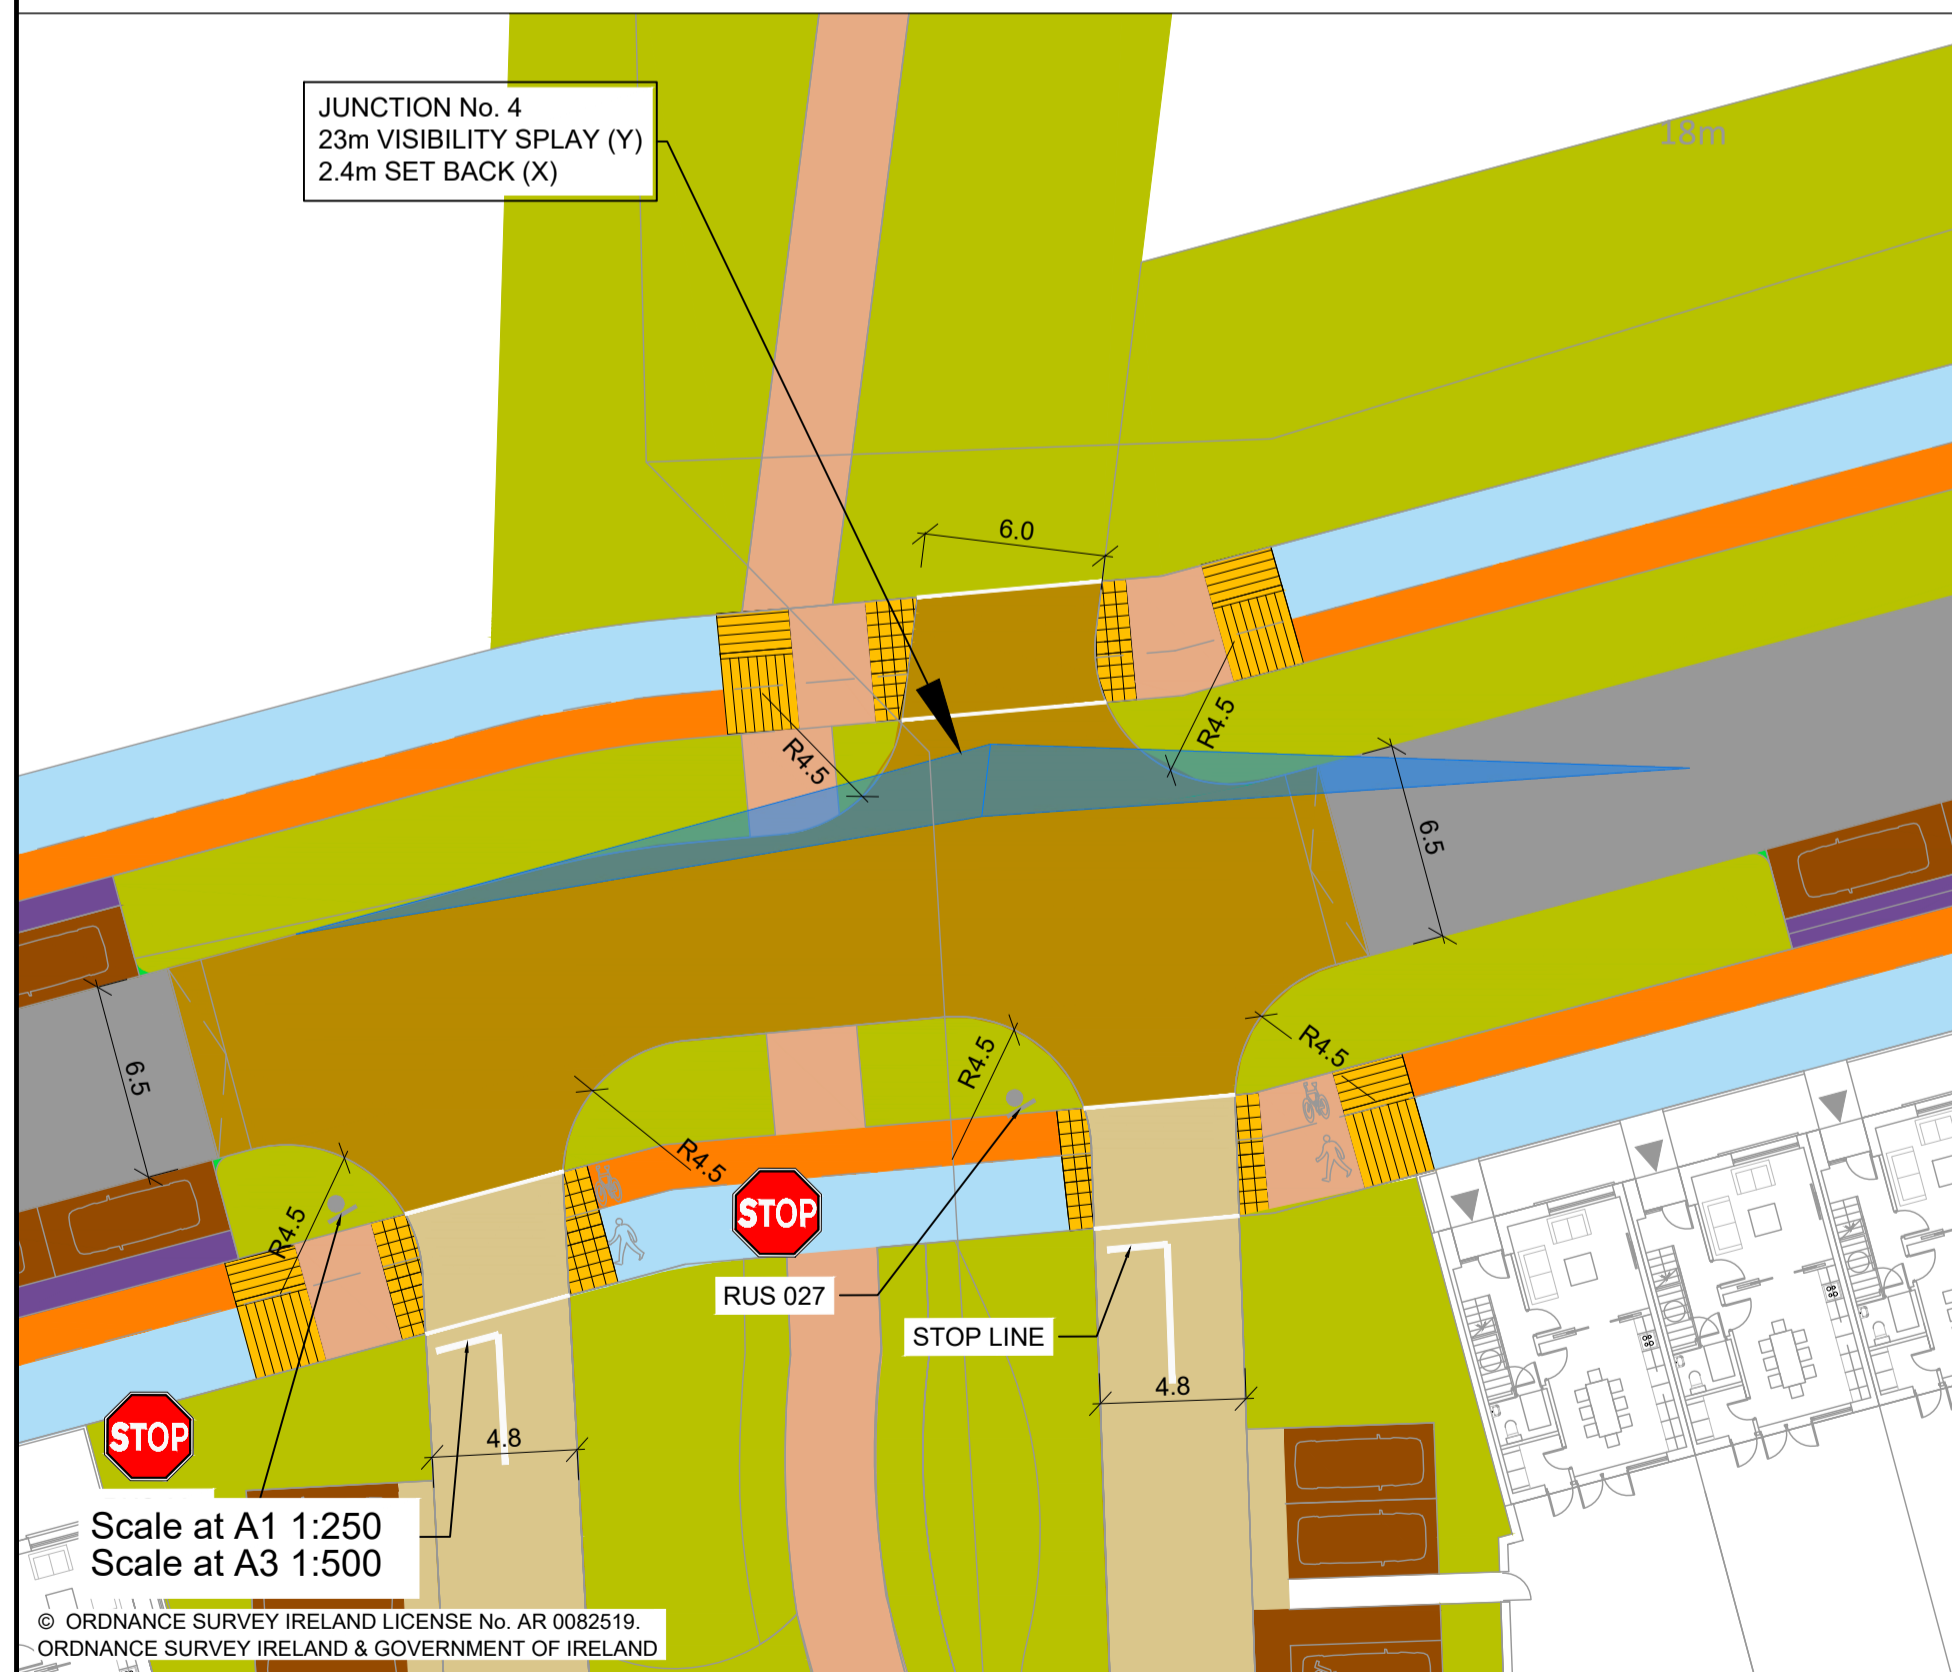 JUNCTION No. 4
23m VISIBILITY SPLAY (Y)
2.4m SET BACK (X)
18m
6.0
R4.5
R4.5
6.5
6.5
R4.5
R4.5
R4.5
R4.5
STOP
RUS 027
STOP LINE
4.8
4.8
STOP
Scale at A1 1:250
Scale at A3 1:500
© ORDNANCE SURVEY IRELAND LICENSE No. AR 0082519.
ORDNANCE SURVEY IRELAND & GOVERNMENT OF IRELAND